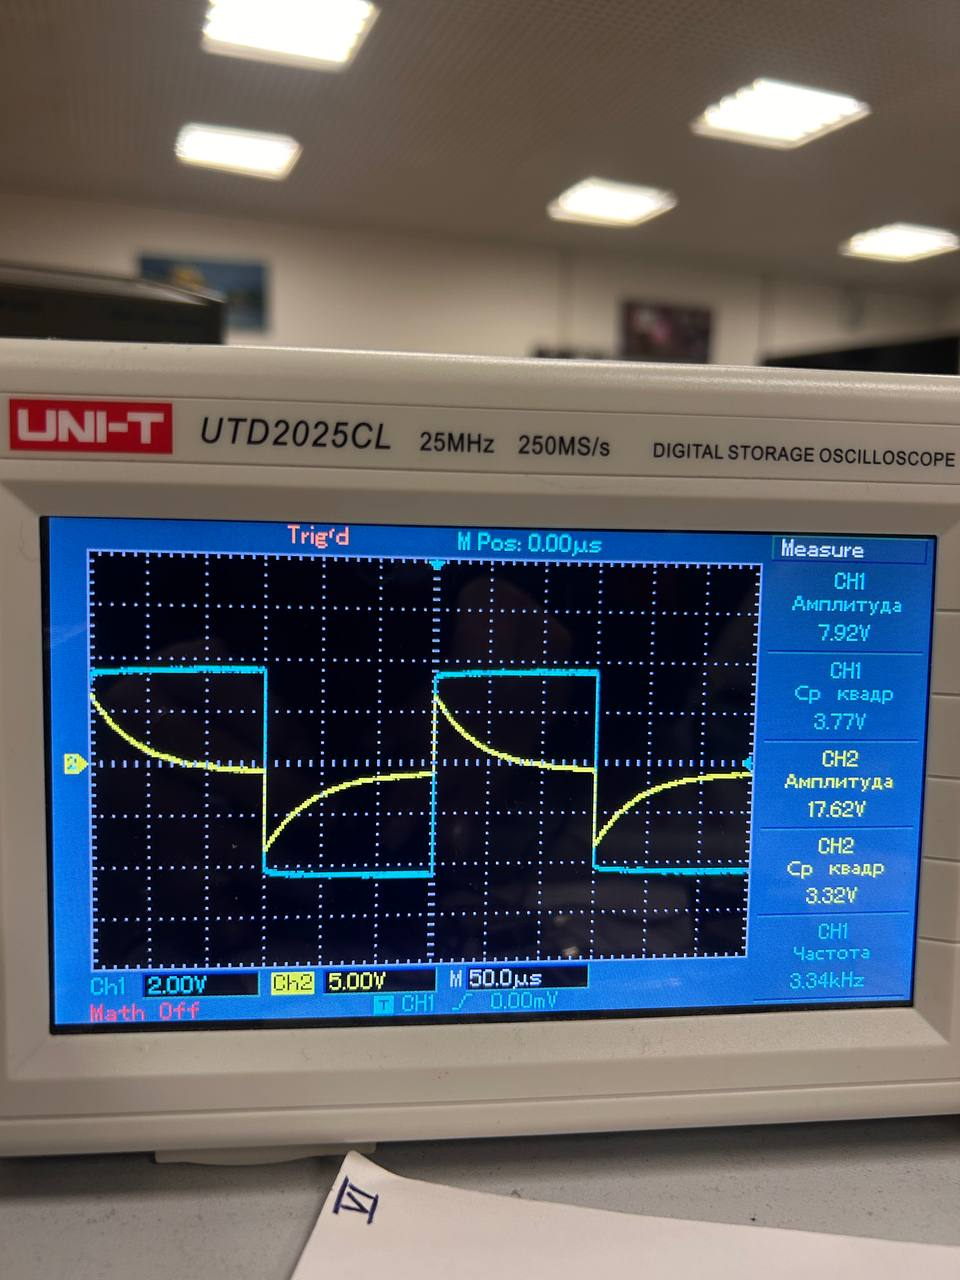 UNI-T UTD2025CL 25MHz 250MS/s DIGITAL STORAGE OSCILLOSCOPE
Trig'd M Pos: 0.00µs
Measure
CH1
Амплитуда
7.92V
CH1
Ср квадр
3.77V
CH2
Амплитуда
17.62V
CH2
Ср квадр
3.32V
CH1
Частота
3.34kHz
2
Ch1 2.00V Ch2 5.00V M 50.0µs
Math Off T CH1 0.00mV
VI